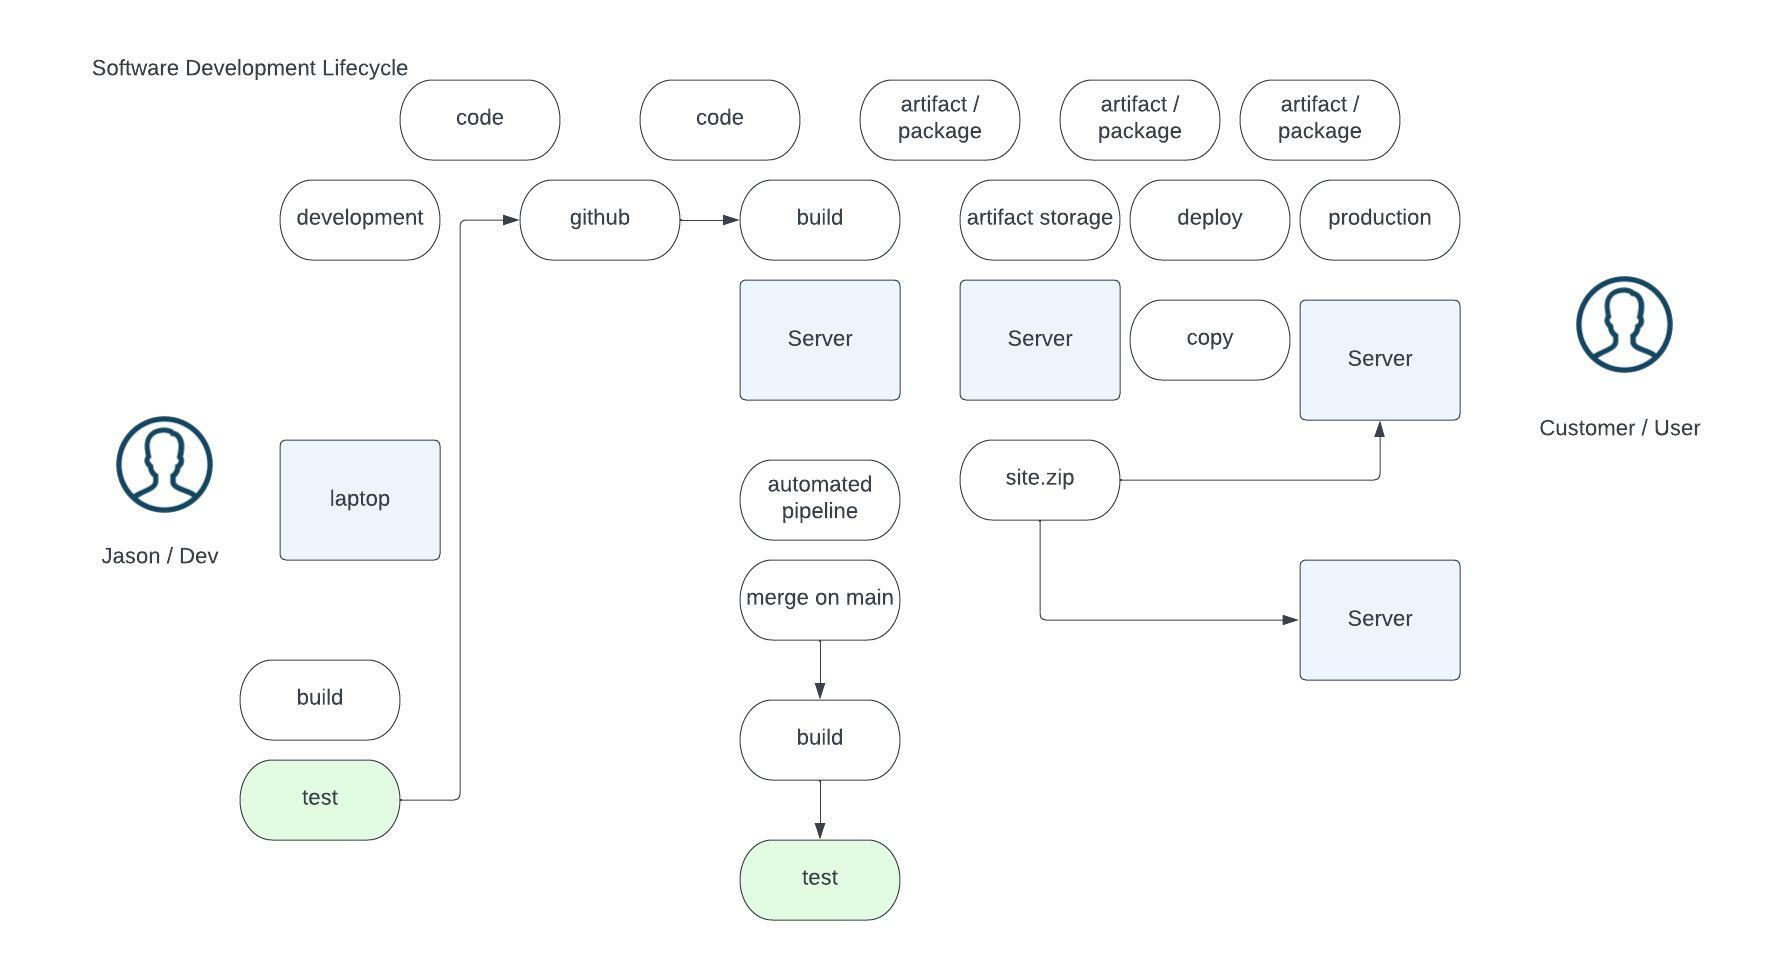 Software Development Lifecycle
code
code
artifact /
package
artifact /
package
artifact /
package
development
github
build
artifact storage
deploy
production
Server
Server
copy
Server
Customer / User
laptop
Jason / Dev
automated
pipeline
site.zip
merge on main
Server
build
build
test
test